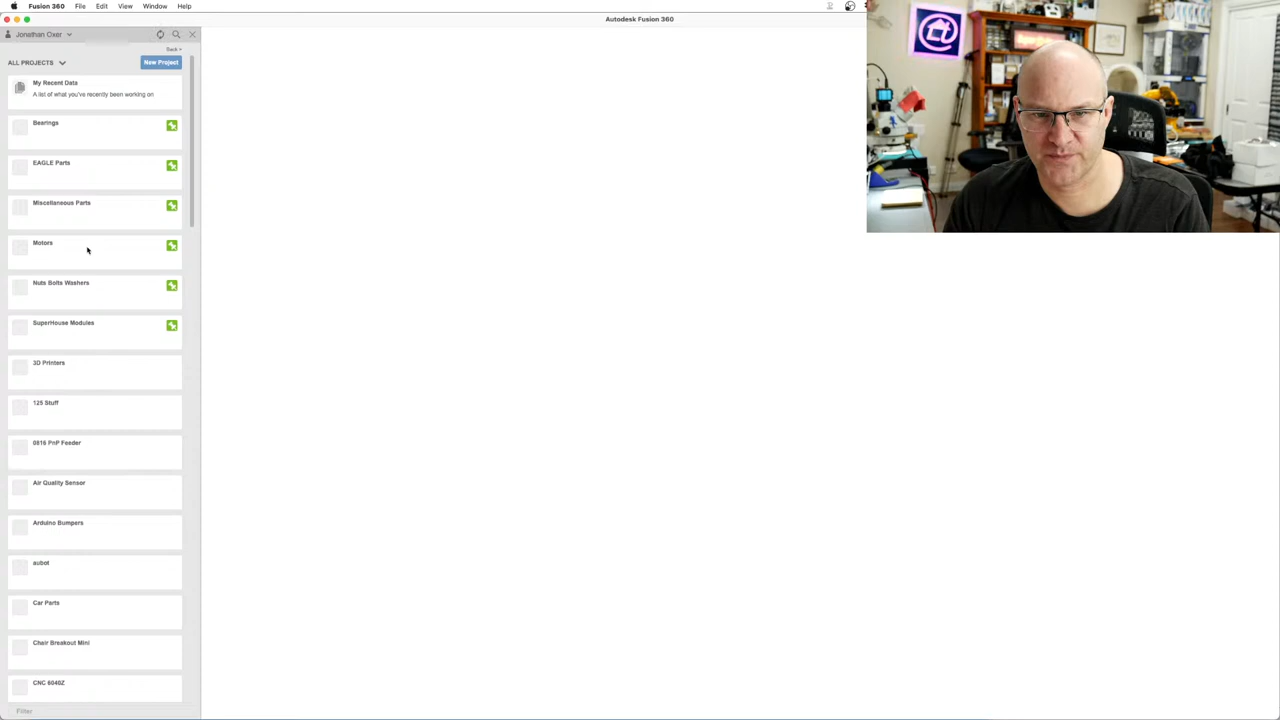 Fusion 360 File Edit View Window Help
Autodesk Fusion 360
Jonathan Oxer
Back
ALL PROJECTS
New Project
My Recent Data
A list of what you've recently been working on
Bearings
EAGLE Parts
Miscellaneous Parts
Motors
Nuts Bolts Washers
SuperHouse Modules
3D Printers
125 Stuff
0816 PnP Feeder
Air Quality Sensor
Arduino Bumpers
aubot
Car Parts
Chair Breakout Mini
CNC 6040Z
Filter